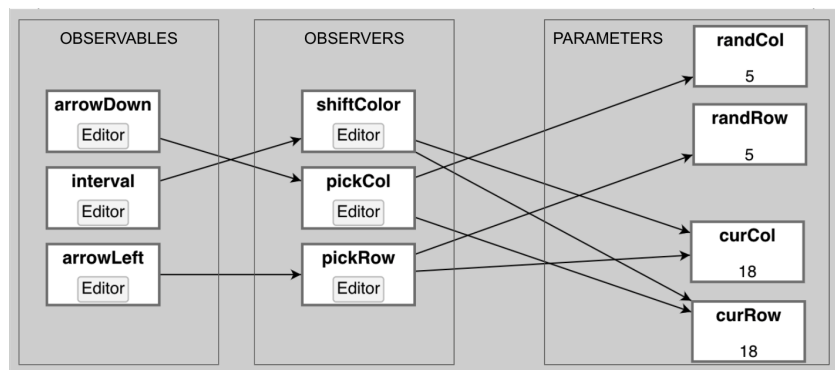 OBSERVABLES
arrowDown
Editor
interval
Editor
arrowLeft
Editor
OBSERVERS
shiftColor
Editor
pickCol
Editor
pickRow
Editor
PARAMETERS
randCol
5
randRow
5
curCol
18
curRow
18